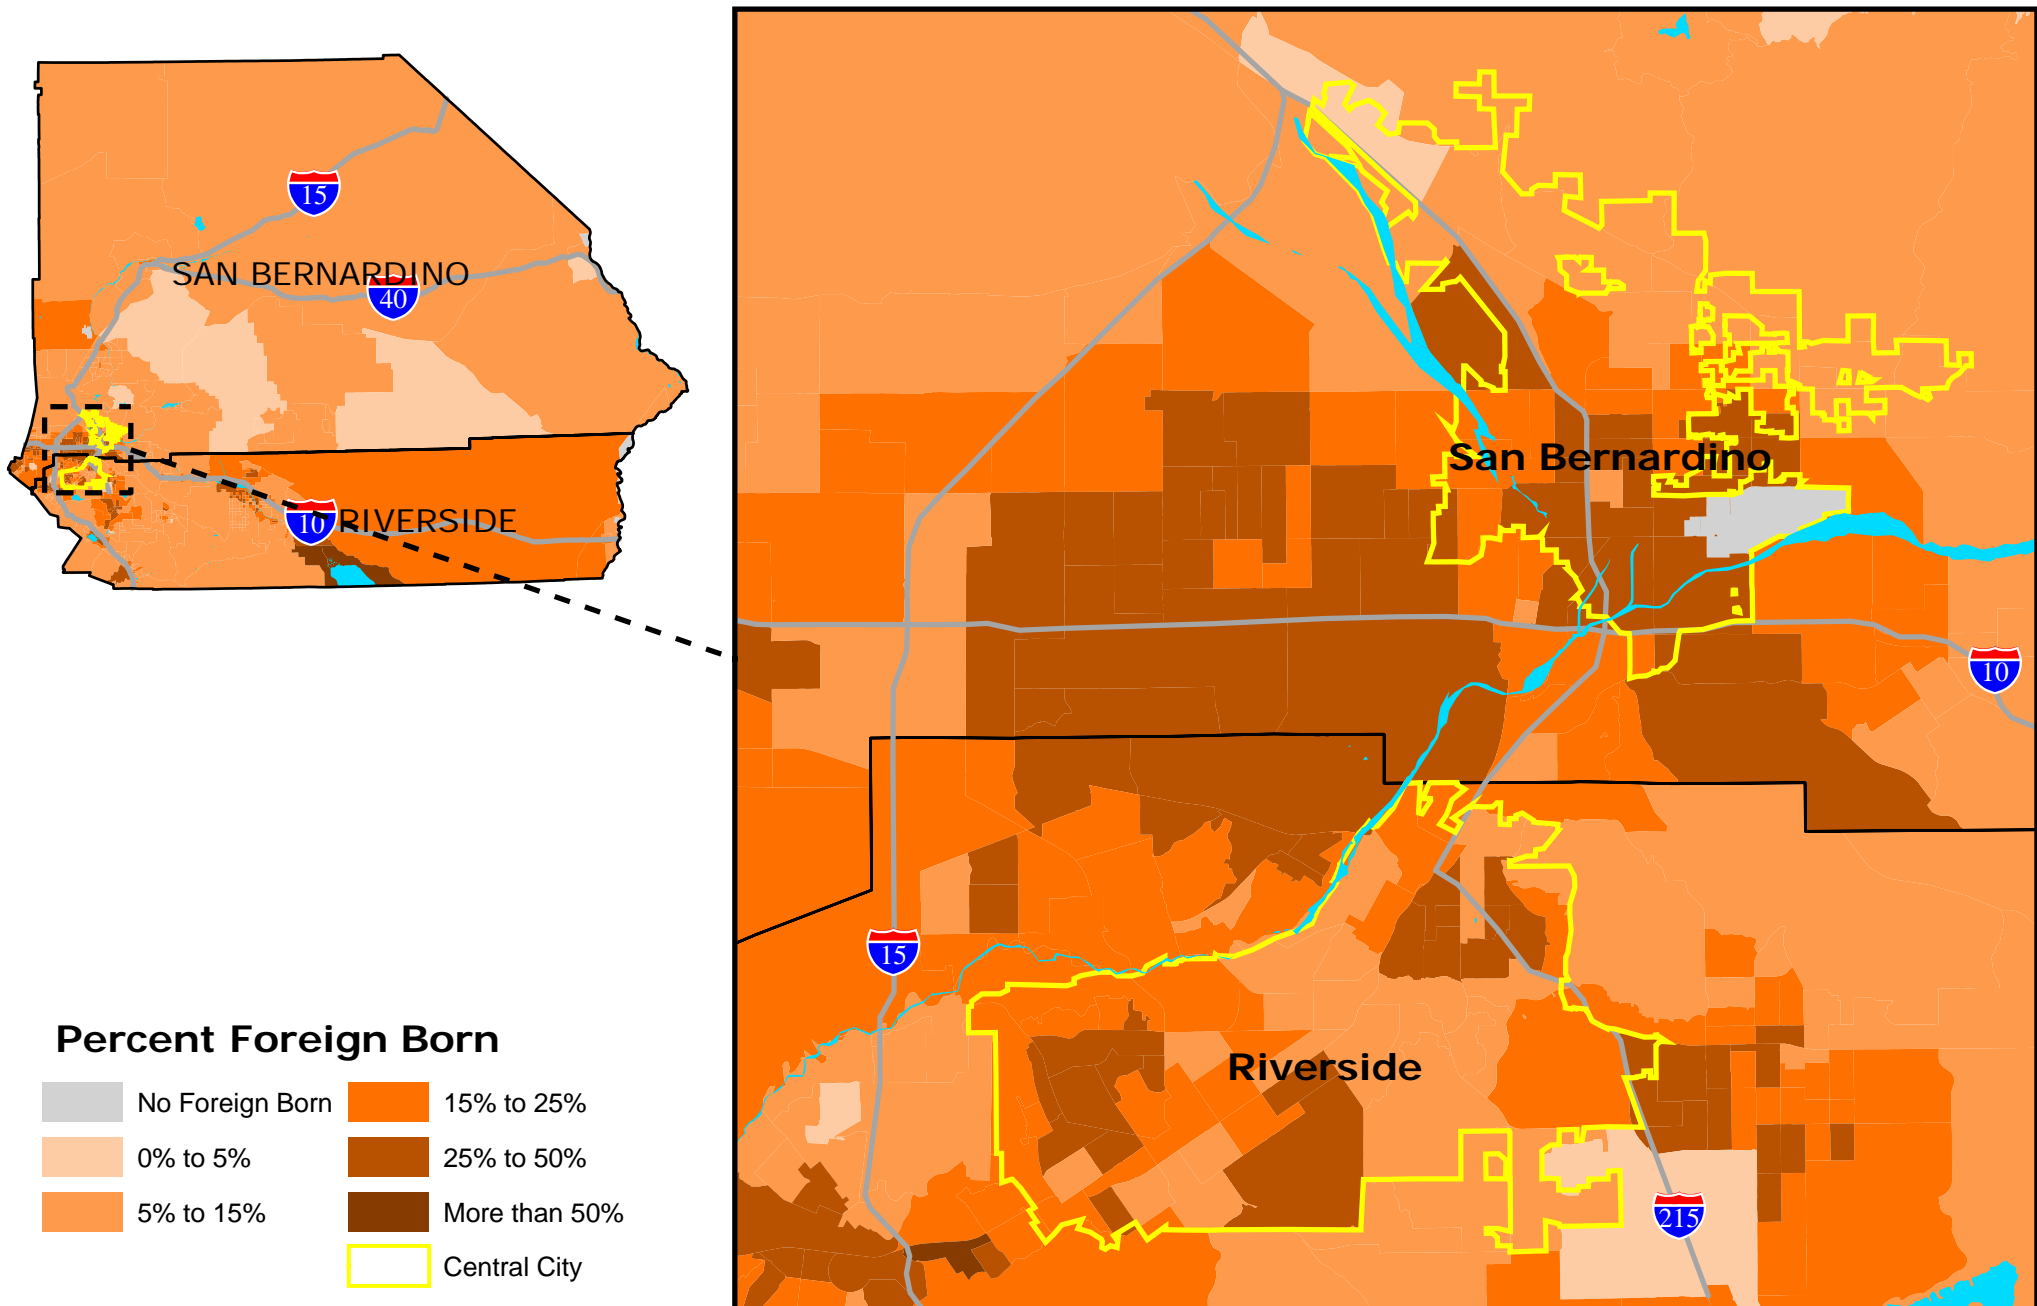 15
SAN BERNARDINO
40
10
RIVERSIDE
San Bernardino
10
15
Riverside
215
Percent Foreign Born
No Foreign Born
15% to 25%
0% to 5%
25% to 50%
5% to 15%
More than 50%
Central City